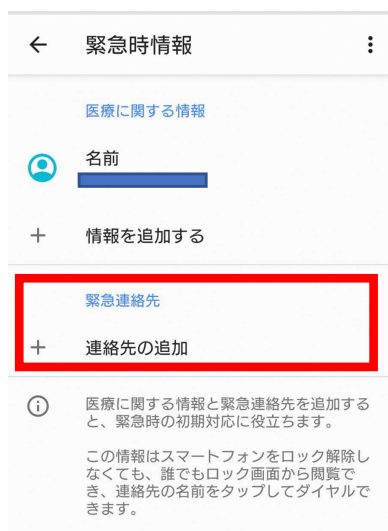 緊急時情報
医療に関する情報
名前
情報を追加する
緊急連絡先
連絡先の追加
医療に関する情報と緊急連絡先を追加する
と、緊急時の初期対応に役立ちます。
この情報はスマートフォンをロック解除し
なくても、誰でもロック画面から閲覧で
き、連絡先の名前をタップしてダイヤルで
きます。